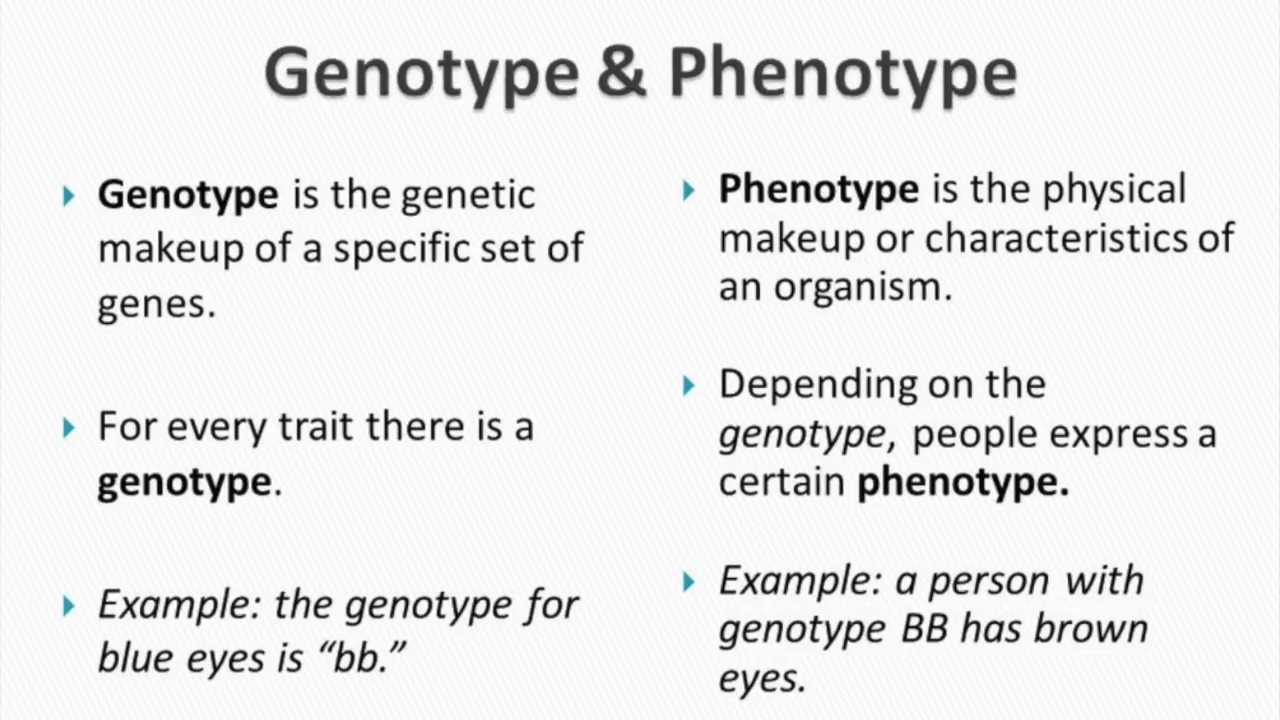 Genotype & Phenotype
Genotype is the genetic
makeup of a specific set of
genes.
For every trait there is a
genotype.
Example: the genotype for
blue eyes is “bb.”
Phenotype is the physical
makeup or characteristics of
an organism.
Depending on the
genotype, people express a
certain phenotype.
Example: a person with
genotype BB has brown
eyes.